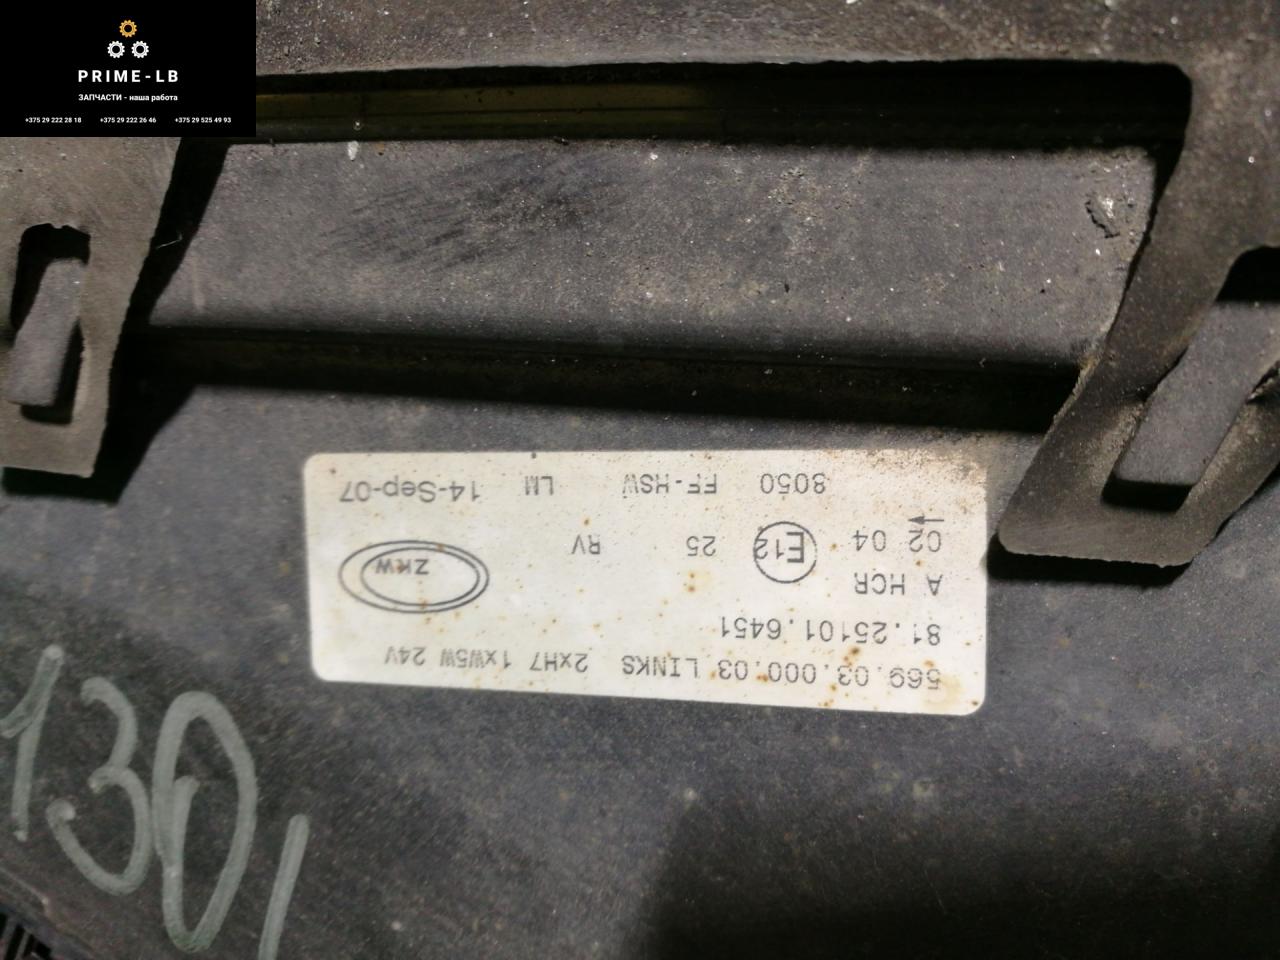 PRIME-LB
ЗАПЧАСТИ - наша работа
+375 29 222 28 18 +375 29 222 26 46 +375 29 525 49 93
569.03.000.03 LINKS 2xH7 1xW5W 24V
81.25101.6451
A HCR
02 04 E12 25 RV
←
ZKW
8050 FF-HSW LM 14-Sep-07
130,